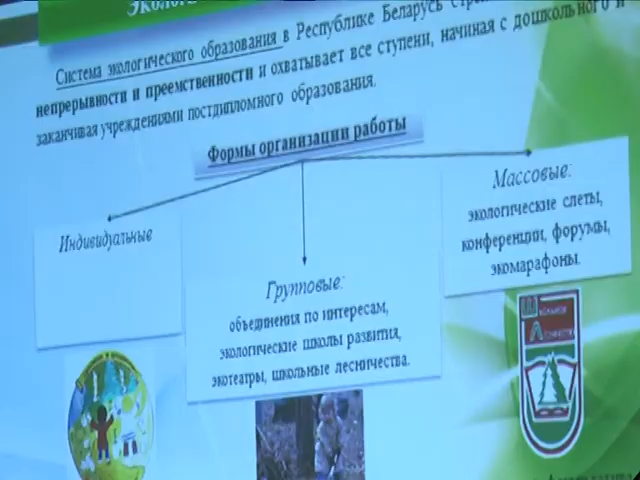 Система экологического образования в Республике Беларусь
непрерывности и преемственности и охватывает все ступени, начиная с дошкольного и
заканчивая учреждениями постдипломного образования.
Формы организации работы
Индивидуальные
Групповые:
объединения по интересам,
экологические школы развития,
экотеатры, школьные лесничества.
Массовые:
экологические слеты,
конференции, форумы,
экомарафоны.